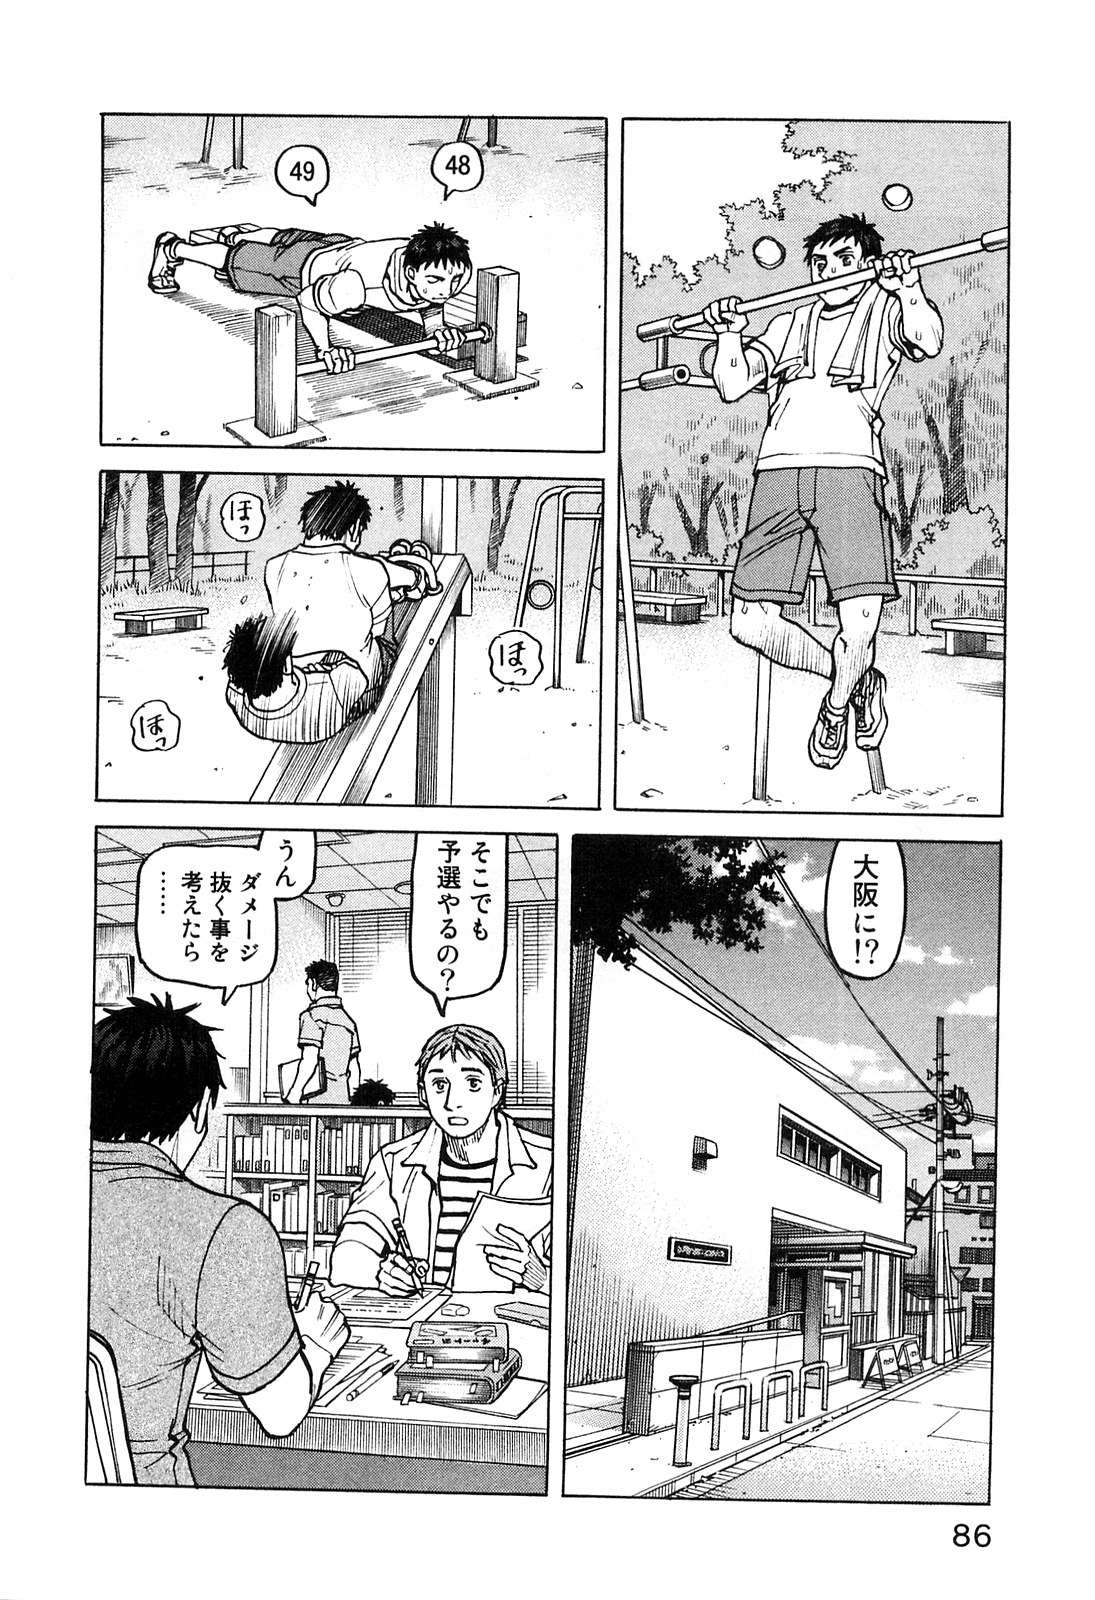 48
49
ほっ
ほっ
ほっ
大阪に!?
そこでも
予選やるの？
うん
ダメージ
抜く事を
考えたら
……
86